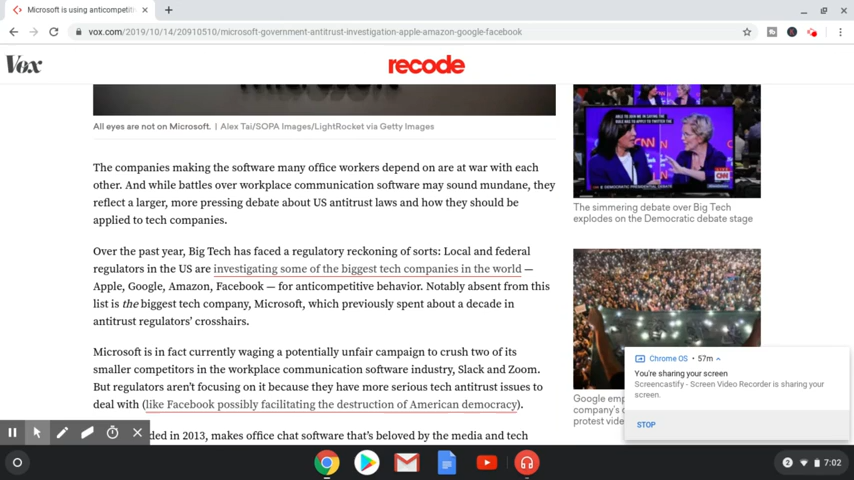 Microsoft is using anticompetiti
vox.com/2019/10/14/20910510/microsoft-government-antitrust-investigation-apple-amazon-google-facebook
Vox
recode
All eyes are not on Microsoft. | Alex Tai/SOPA Images/LightRocket via Getty Images
The companies making the software many office workers depend on are at war with each
other. And while battles over workplace communication software may sound mundane, they
reflect a larger, more pressing debate about US antitrust laws and how they should be
applied to tech companies.
Over the past year, Big Tech has faced a regulatory reckoning of sorts: Local and federal
regulators in the US are investigating some of the biggest tech companies in the world —
Apple, Google, Amazon, Facebook — for anticompetitive behavior. Notably absent from this
list is the biggest tech company, Microsoft, which previously spent about a decade in
antitrust regulators' crosshairs.
Microsoft is in fact currently waging a potentially unfair campaign to crush two of its
smaller competitors in the workplace communication software industry, Slack and Zoom.
But regulators aren't focusing on it because they have more serious tech antitrust issues to
deal with (like Facebook possibly facilitating the destruction of American democracy).
ded in 2013, makes office chat software that's beloved by the media and tech
CNN
DEMOCRATIC PRESIDENTIAL DEBATE
The simmering debate over Big Tech
explodes on the Democratic debate stage
Google emp
company's c
protest vide
Chrome OS • 57m
You're sharing your screen
Screencastify - Screen Video Recorder is sharing your
screen.
STOP
2
7:02